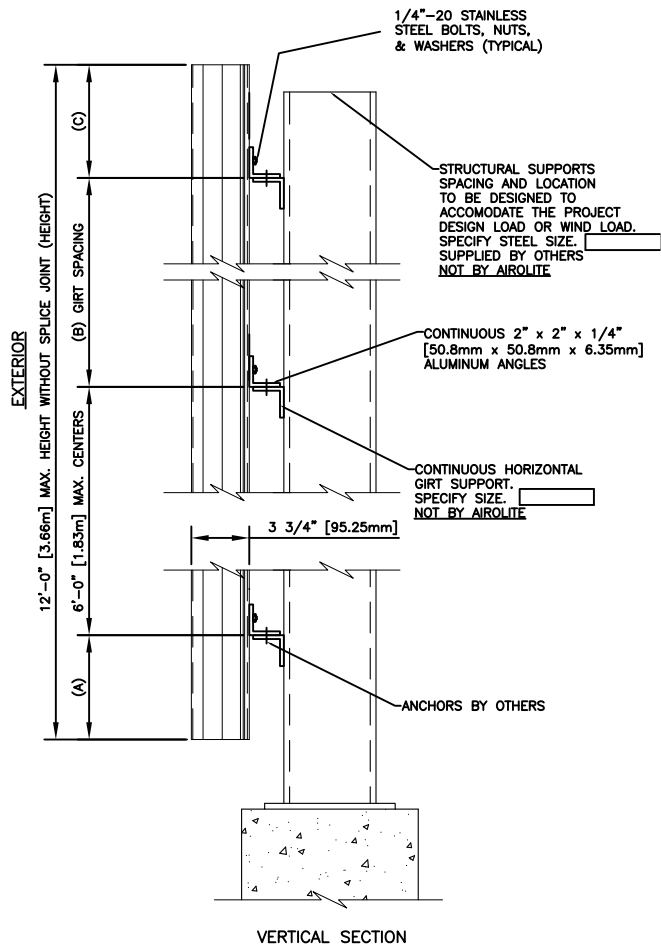 1/4"-20 STAINLESS
STEEL BOLTS, NUTS,
& WASHERS (TYPICAL)
STRUCTURAL SUPPORTS
SPACING AND LOCATION
TO BE DESIGNED TO
ACCOMODATE THE PROJECT
DESIGN LOAD OR WIND LOAD.
SPECIFY STEEL SIZE.
SUPPLIED BY OTHERS
NOT BY AIROLITE
EXTERIOR
12'-0" [3.66m] MAX. HEIGHT WITHOUT SPLICE JOINT (HEIGHT)
(C)
(B) GIRT SPACING
6'-0" [1.83m] MAX. CENTERS
(A)
CONTINUOUS 2" x 2" x 1/4"
[50.8mm x 50.8mm x 6.35mm]
ALUMINUM ANGLES
CONTINUOUS HORIZONTAL
GIRT SUPPORT.
SPECIFY SIZE.
NOT BY AIROLITE
3 3/4" [95.25mm]
ANCHORS BY OTHERS
VERTICAL SECTION